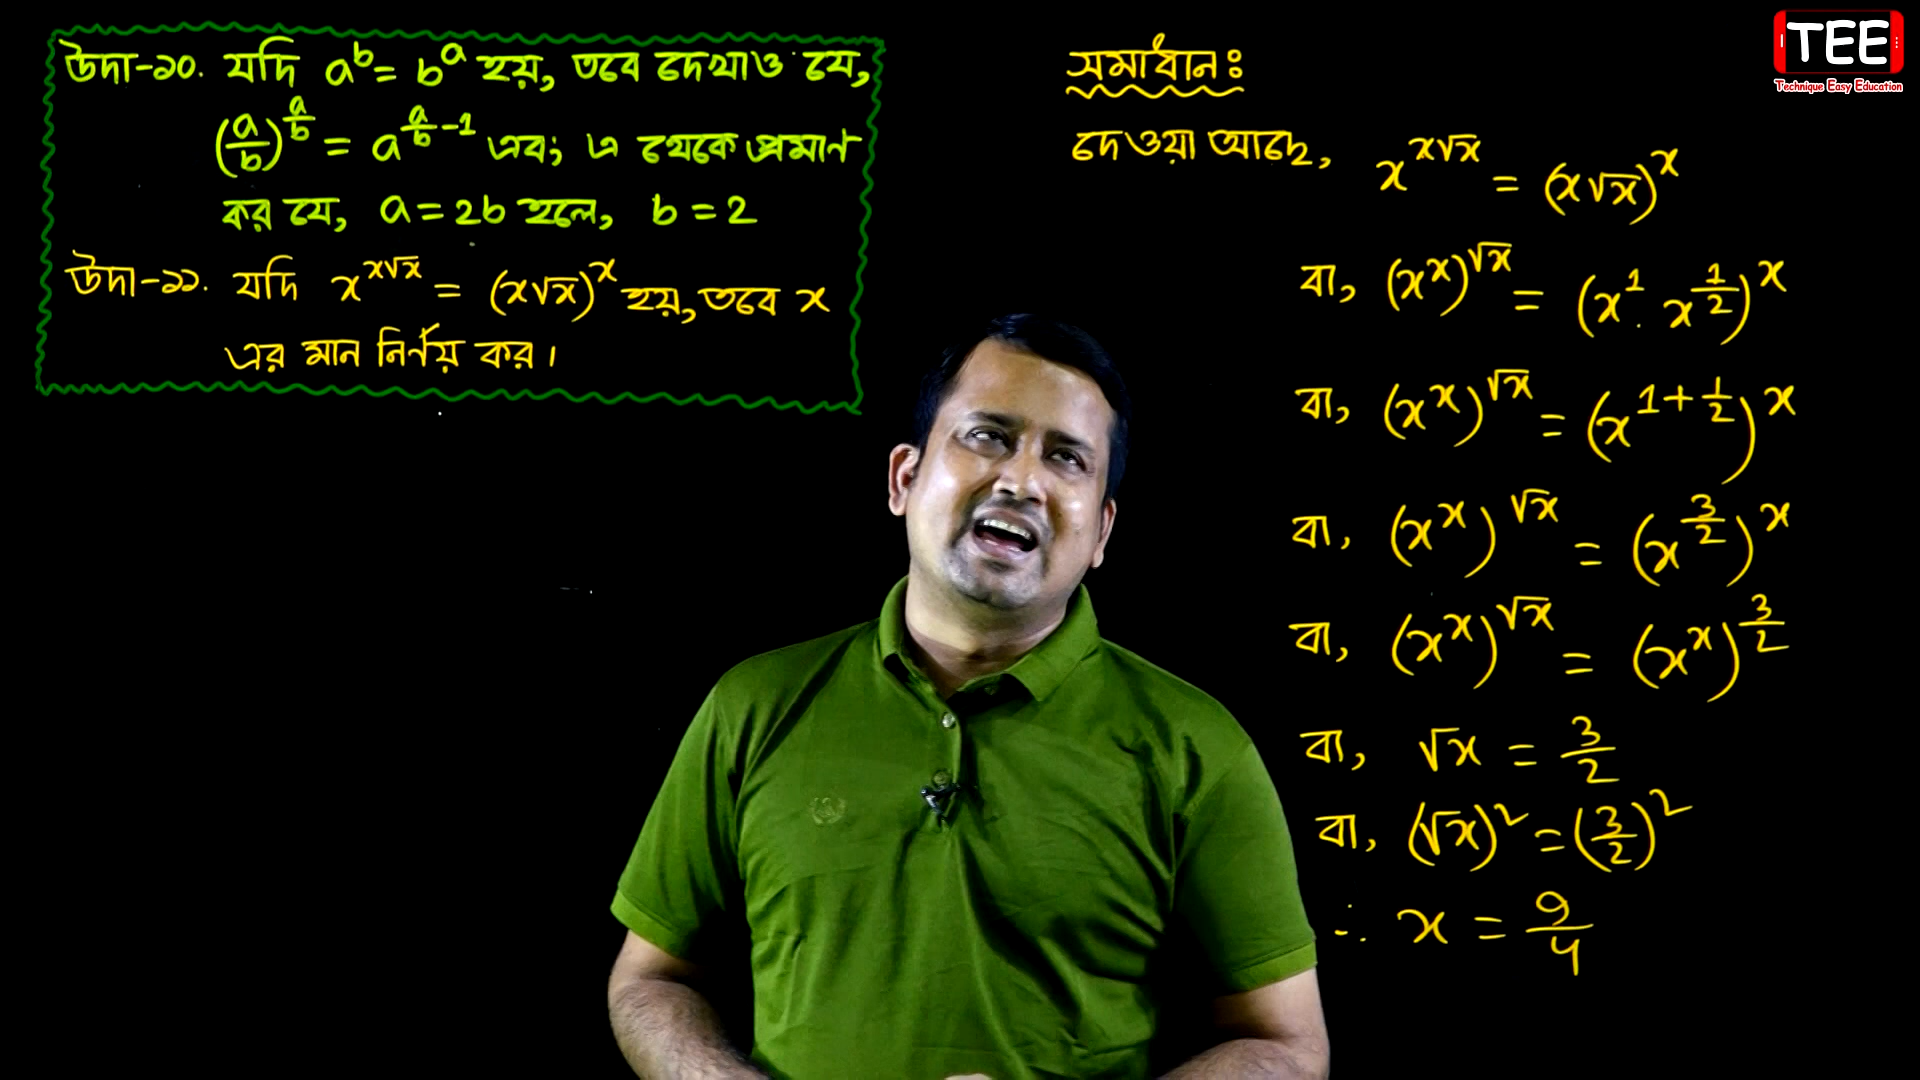 উদা-১০. যদি a^b = b^a হয়, তবে দেখাও যে,
(a/b)^(a/b) = a^(a/b - 1) এবং এ থেকে প্রমাণ
কর যে, a = 2b হলে, b = 2
উদা-১১. যদি x^(x√x) = (x√x)^x হয়, তবে x
এর মান নির্ণয় কর।
সমাধানঃ
দেওয়া আছে, x^(x√x) = (x√x)^x
বা, (x^x)^(√x) = (x^1 . x^(1/2))^x
বা, (x^x)^(√x) = (x^(1 + 1/2))^x
বা, (x^x)^(√x) = (x^(3/2))^x
বা, (x^x)^(√x) = (x^x)^(3/2)
বা, √x = 3/2
বা, (√x)^2 = (3/2)^2
∴ x = 9/4
TEE
Technique Easy Education